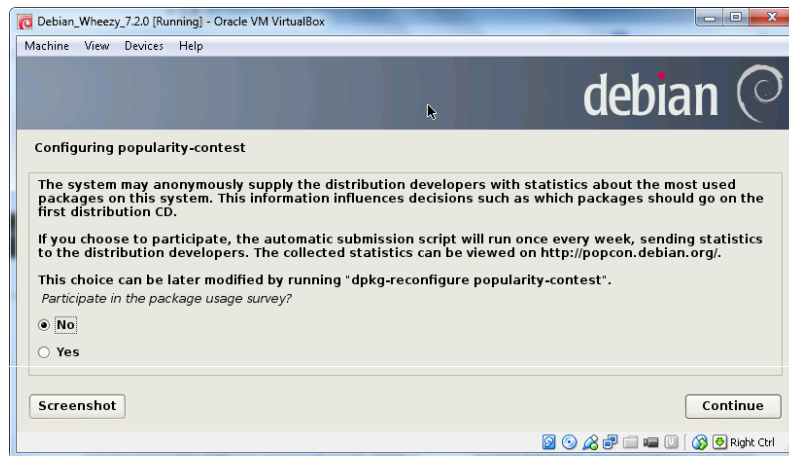 Debian_Wheezy_7.2.0 [Running] - Oracle VM VirtualBox
Machine View Devices Help
debian
Configuring popularity-contest
The system may anonymously supply the distribution developers with statistics about the most used
packages on this system. This information influences decisions such as which packages should go on the
first distribution CD.
If you choose to participate, the automatic submission script will run once every week, sending statistics
to the distribution developers. The collected statistics can be viewed on http://popcon.debian.org/.
This choice can be later modified by running "dpkg-reconfigure popularity-contest".
Participate in the package usage survey?
No
Yes
Screenshot Continue
Right Ctrl